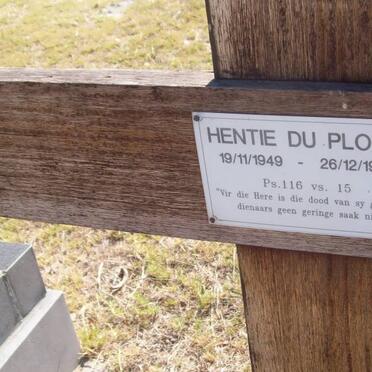 HENTIE DU PLO
19/11/1949 - 26/12/19
Ps.116 vs. 15
"Vir die Here is die dood van sy
dienaars geen geringe saak ni